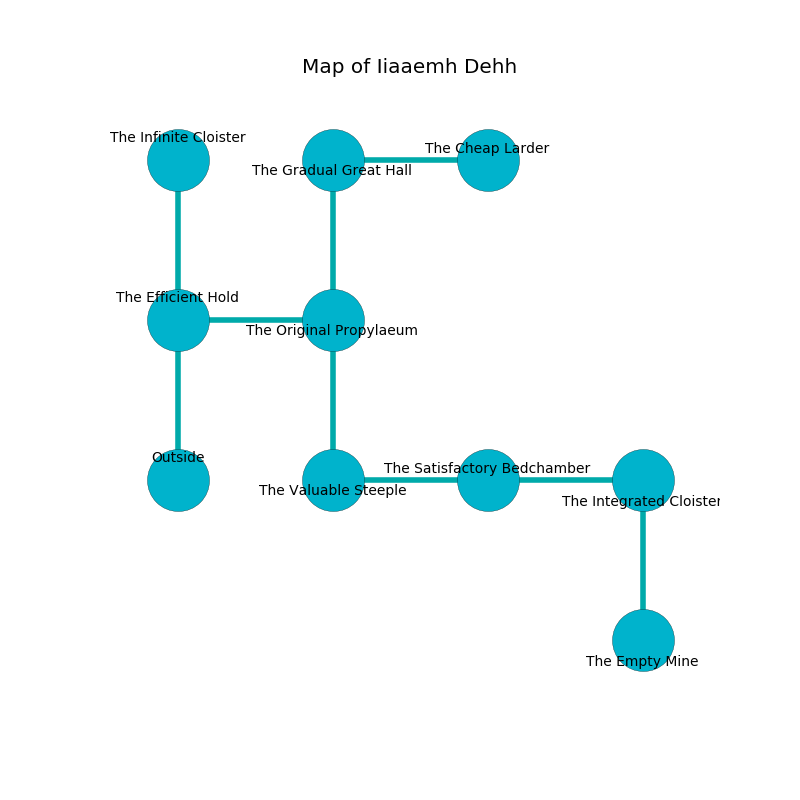 Map of Iiaaemh Dehh
The Infinite Cloister
The Cheap Larder
The Gradual Great Hall
The Efficient Hold
The Original Propylaeum
Outside
The Satisfactory Bedchamber
The Valuable Steeple
The Integrated Cloister
The Empty Mine